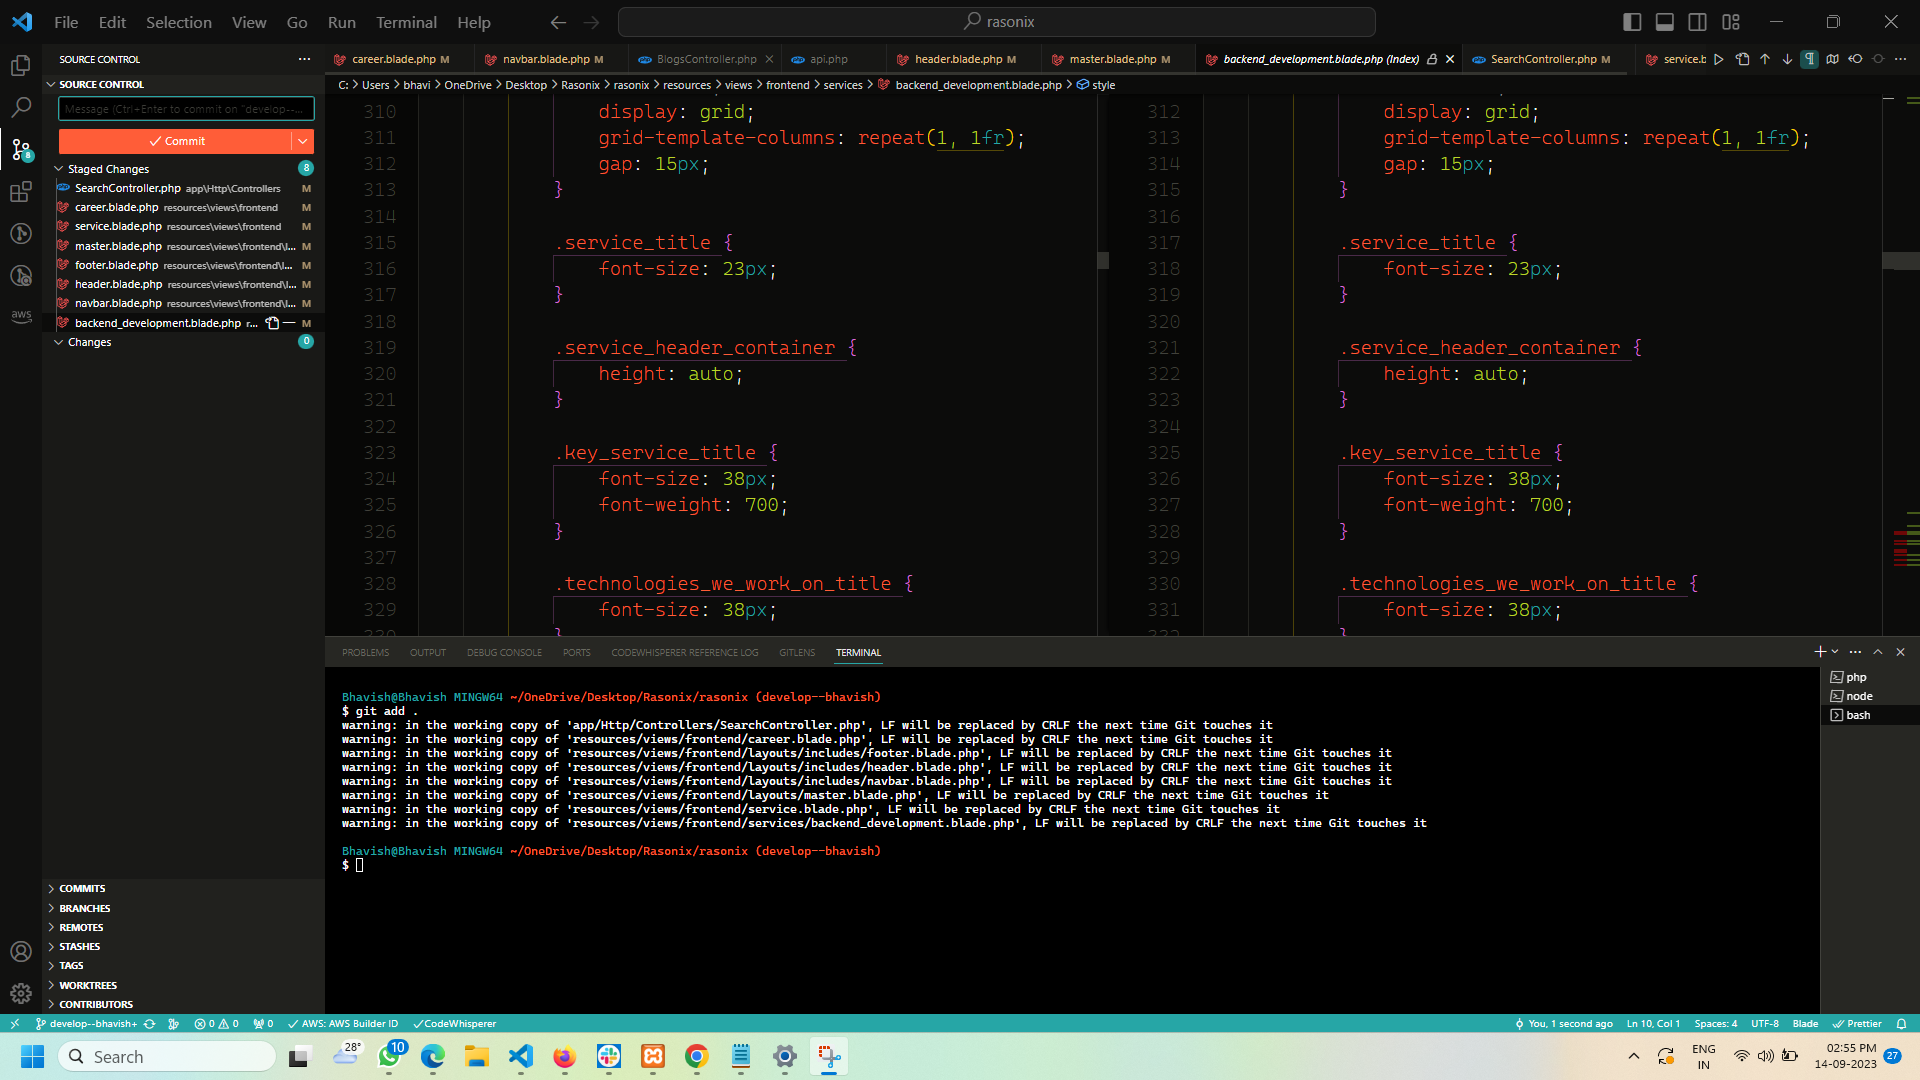 File Edit Selection View Go Run Terminal Help
rasonix
SOURCE CONTROL
career.blade.php M
navbar.blade.php M
BlogsController.php
api.php
header.blade.php M
master.blade.php M
backend_development.blade.php (Index)
SearchController.php M
service.b
C: > Users > bhavi > OneDrive > Desktop > Rasonix > rasonix > resources > views > frontend > services > backend_development.blade.php > style
SOURCE CONTROL
Message (Ctrl+Enter to commit on "develop--...
Commit
Staged Changes 8
SearchController.php app\Http\Controllers M
career.blade.php resources\views\frontend M
service.blade.php resources\views\frontend M
master.blade.php resources\views\frontend\l... M
footer.blade.php resources\views\frontend\l... M
header.blade.php resources\views\frontend\l... M
navbar.blade.php resources\views\frontend\l... M
backend_development.blade.php r... M
Changes 0
8
aws
310 display: grid;
311 grid-template-columns: repeat(1, 1fr);
312 gap: 15px;
313 }
314
315 .service_title {
316 font-size: 23px;
317 }
318
319 .service_header_container {
320 height: auto;
321 }
322
323 .key_service_title {
324 font-size: 38px;
325 font-weight: 700;
326 }
327
328 .technologies_we_work_on_title {
329 font-size: 38px;
330 }
312 display: grid;
313 grid-template-columns: repeat(1, 1fr);
314 gap: 15px;
315 }
316
317 .service_title {
318 font-size: 23px;
319 }
320
321 .service_header_container {
322 height: auto;
323 }
324
325 .key_service_title {
326 font-size: 38px;
327 font-weight: 700;
328 }
329
330 .technologies_we_work_on_title {
331 font-size: 38px;
332 }
PROBLEMS OUTPUT DEBUG CONSOLE PORTS CODEWHISPERER REFERENCE LOG GITLENS TERMINAL
Bhavish@Bhavish MINGW64 ~/OneDrive/Desktop/Rasonix/rasonix (develop--bhavish)
$ git add .
warning: in the working copy of 'app/Http/Controllers/SearchController.php', LF will be replaced by CRLF the next time Git touches it
warning: in the working copy of 'resources/views/frontend/career.blade.php', LF will be replaced by CRLF the next time Git touches it
warning: in the working copy of 'resources/views/frontend/layouts/includes/footer.blade.php', LF will be replaced by CRLF the next time Git touches it
warning: in the working copy of 'resources/views/frontend/layouts/includes/header.blade.php', LF will be replaced by CRLF the next time Git touches it
warning: in the working copy of 'resources/views/frontend/layouts/includes/navbar.blade.php', LF will be replaced by CRLF the next time Git touches it
warning: in the working copy of 'resources/views/frontend/layouts/master.blade.php', LF will be replaced by CRLF the next time Git touches it
warning: in the working copy of 'resources/views/frontend/service.blade.php', LF will be replaced by CRLF the next time Git touches it
warning: in the working copy of 'resources/views/frontend/services/backend_development.blade.php', LF will be replaced by CRLF the next time Git touches it
Bhavish@Bhavish MINGW64 ~/OneDrive/Desktop/Rasonix/rasonix (develop--bhavish)
$
php
node
bash
COMMITS
BRANCHES
REMOTES
STASHES
TAGS
WORKTREES
CONTRIBUTORS
develop--bhavish+ 0 0 0 AWS: AWS Builder ID CodeWhisperer
You, 1 second ago Ln 10, Col 1 Spaces: 4 UTF-8 Blade Prettier
Search
28°
10
ENG
IN
02:55 PM
14-09-2023
27